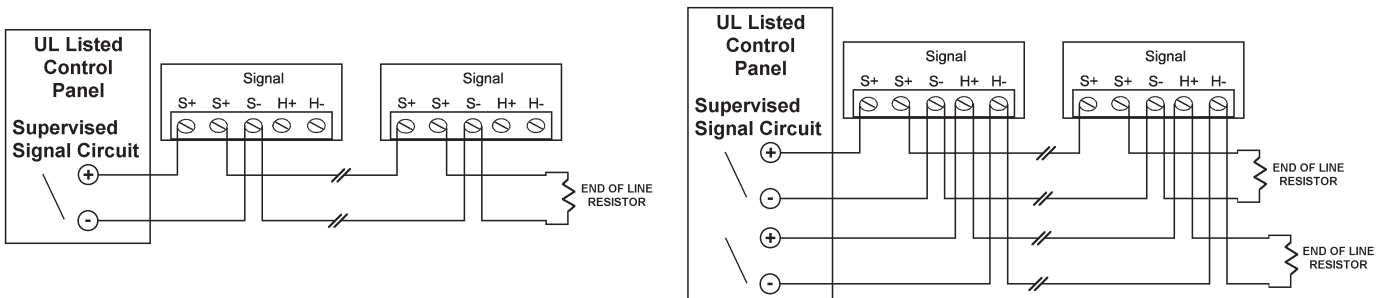 UL Listed
Control
Panel
Supervised
Signal Circuit
+
-
Signal
S+ S+ S- H+ H-
Signal
S+ S+ S- H+ H-
END OF LINE
RESISTOR
UL Listed
Control
Panel
Supervised
Signal Circuit
+
-
+
-
Signal
S+ S+ S- H+ H-
Signal
S+ S+ S- H+ H-
END OF LINE
RESISTOR
END OF LINE
RESISTOR